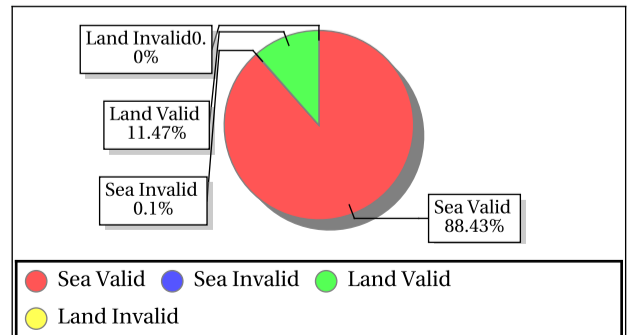 Land Invalid0.
0%
Land Valid
11.47%
Sea Invalid
0.1%
Sea Valid
88.43%
Sea Valid Sea Invalid Land Valid
Land Invalid